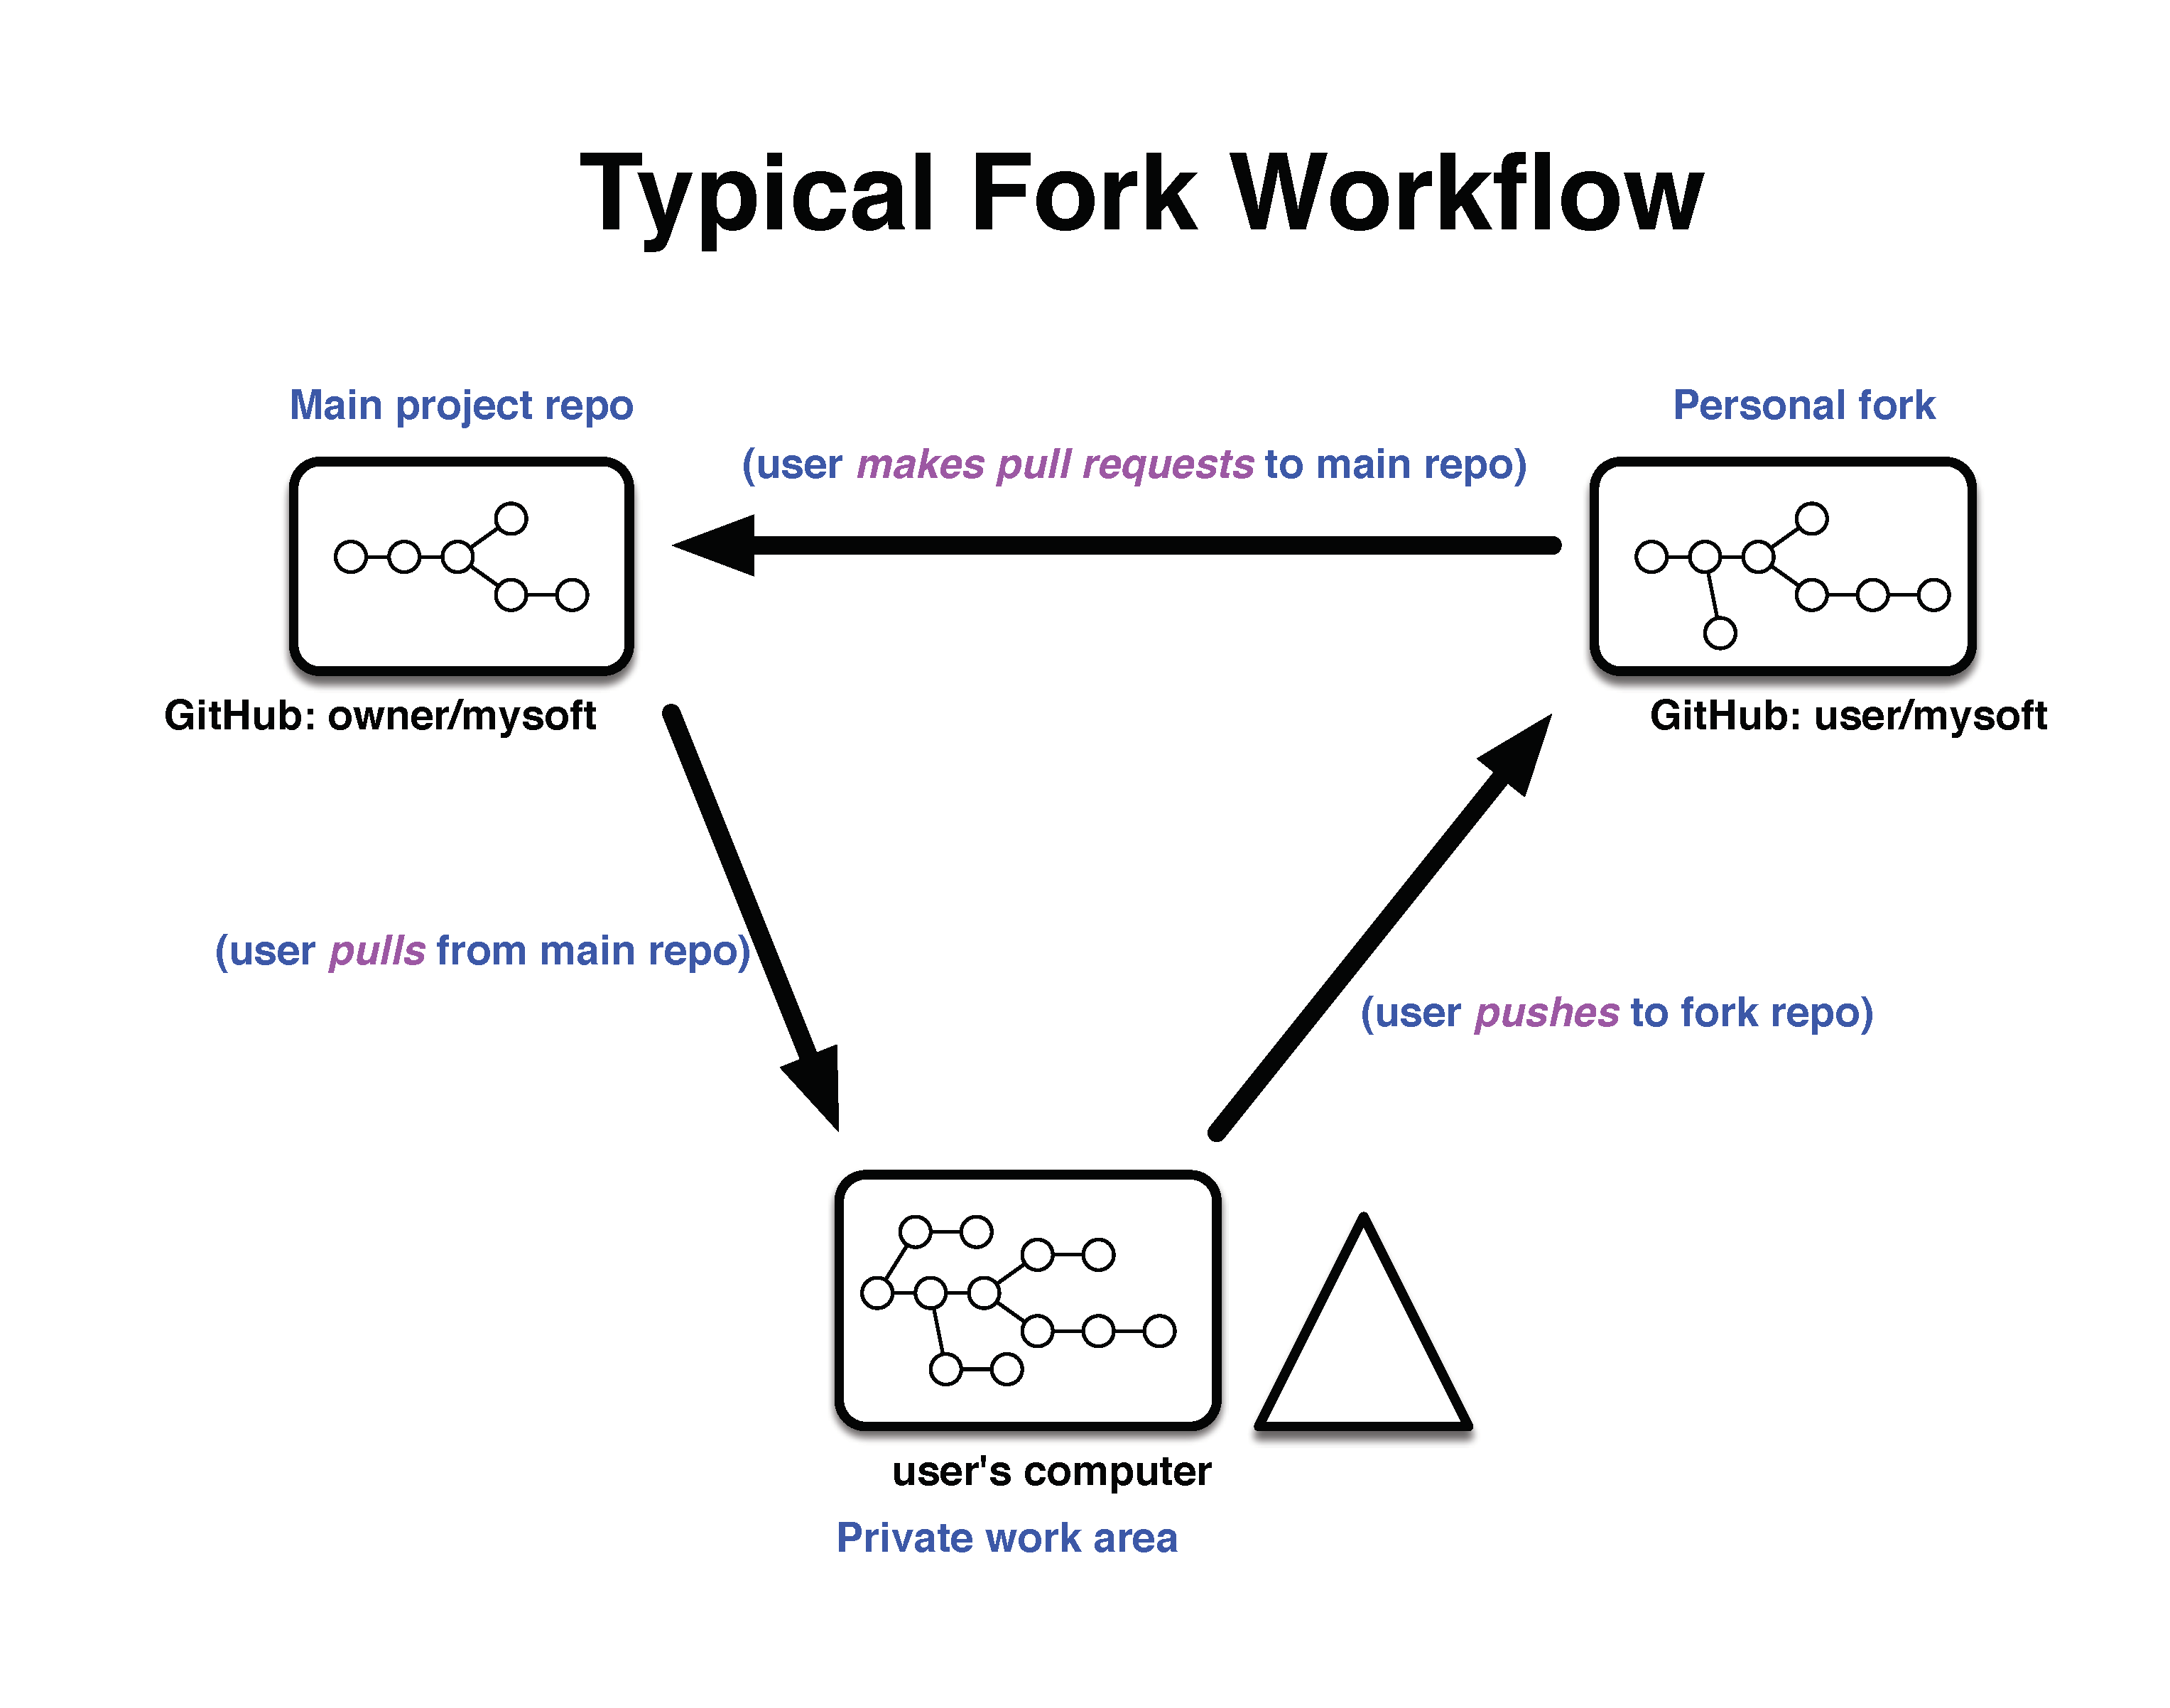 Typical Fork Workflow
Main project repo
Personal fork
(user makes pull requests to main repo)
GitHub: owner/mysoft
GitHub: user/mysoft
(user pulls from main repo)
(user pushes to fork repo)
user's computer
Private work area